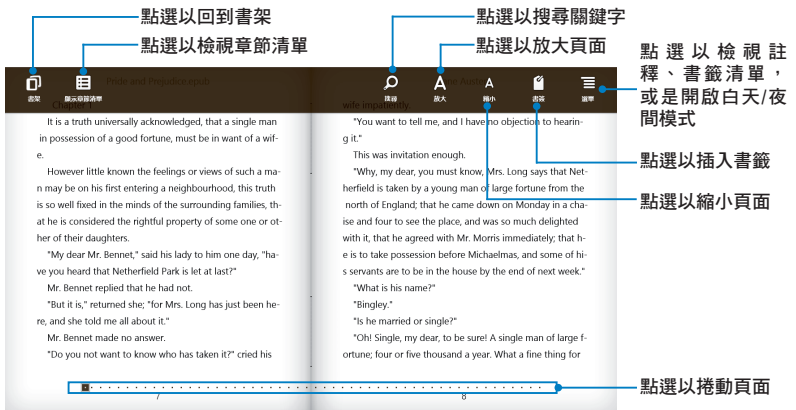 點選以回到書架
點選以檢視章節清單
點選以搜尋關鍵字
點選以放大頁面
點選以檢視註
釋、書籤清單，
或是開啟白天/夜
間模式
點選以插入書籤
點選以縮小頁面
點選以捲動頁面
書架
顯示章節清單
搜尋
放大
縮小
書籤
選單
Pride and Prejudice epub
Chapter 1
It is a truth universally acknowledged, that a single man
in possession of a good fortune, must be in want of a wif-
e.
However little known the feelings or views of such a ma-
n may be on his first entering a neighbourhood, this truth
is so well fixed in the minds of the surrounding families, th-
at he is considered the rightful property of some one or ot-
her of their daughters.
"My dear Mr. Bennet," said his lady to him one day, "ha-
ve you heard that Netherfield Park is let at last?"
Mr. Bennet replied that he had not.
"But it is," returned she; "for Mrs. Long has just been he-
re, and she told me all about it."
Mr. Bennet made no answer.
"Do you not want to know who has taken it?" cried his
7
wife impatiently.
"You want to tell me, and I have no objection to hearin-
g it."
This was invitation enough.
"Why, my dear, you must know, Mrs. Long says that Net-
herfield is taken by a young man of large fortune from the
north of England; that he came down on Monday in a cha-
ise and four to see the place, and was so much delighted
with it, that he agreed with Mr. Morris immediately; that h-
e is to take possession before Michaelmas, and some of hi-
s servants are to be in the house by the end of next week."
"What is his name?"
"Bingley."
"Is he married or single?"
"Oh! Single, my dear, to be sure! A single man of large f-
ortune; four or five thousand a year. What a fine thing for
8